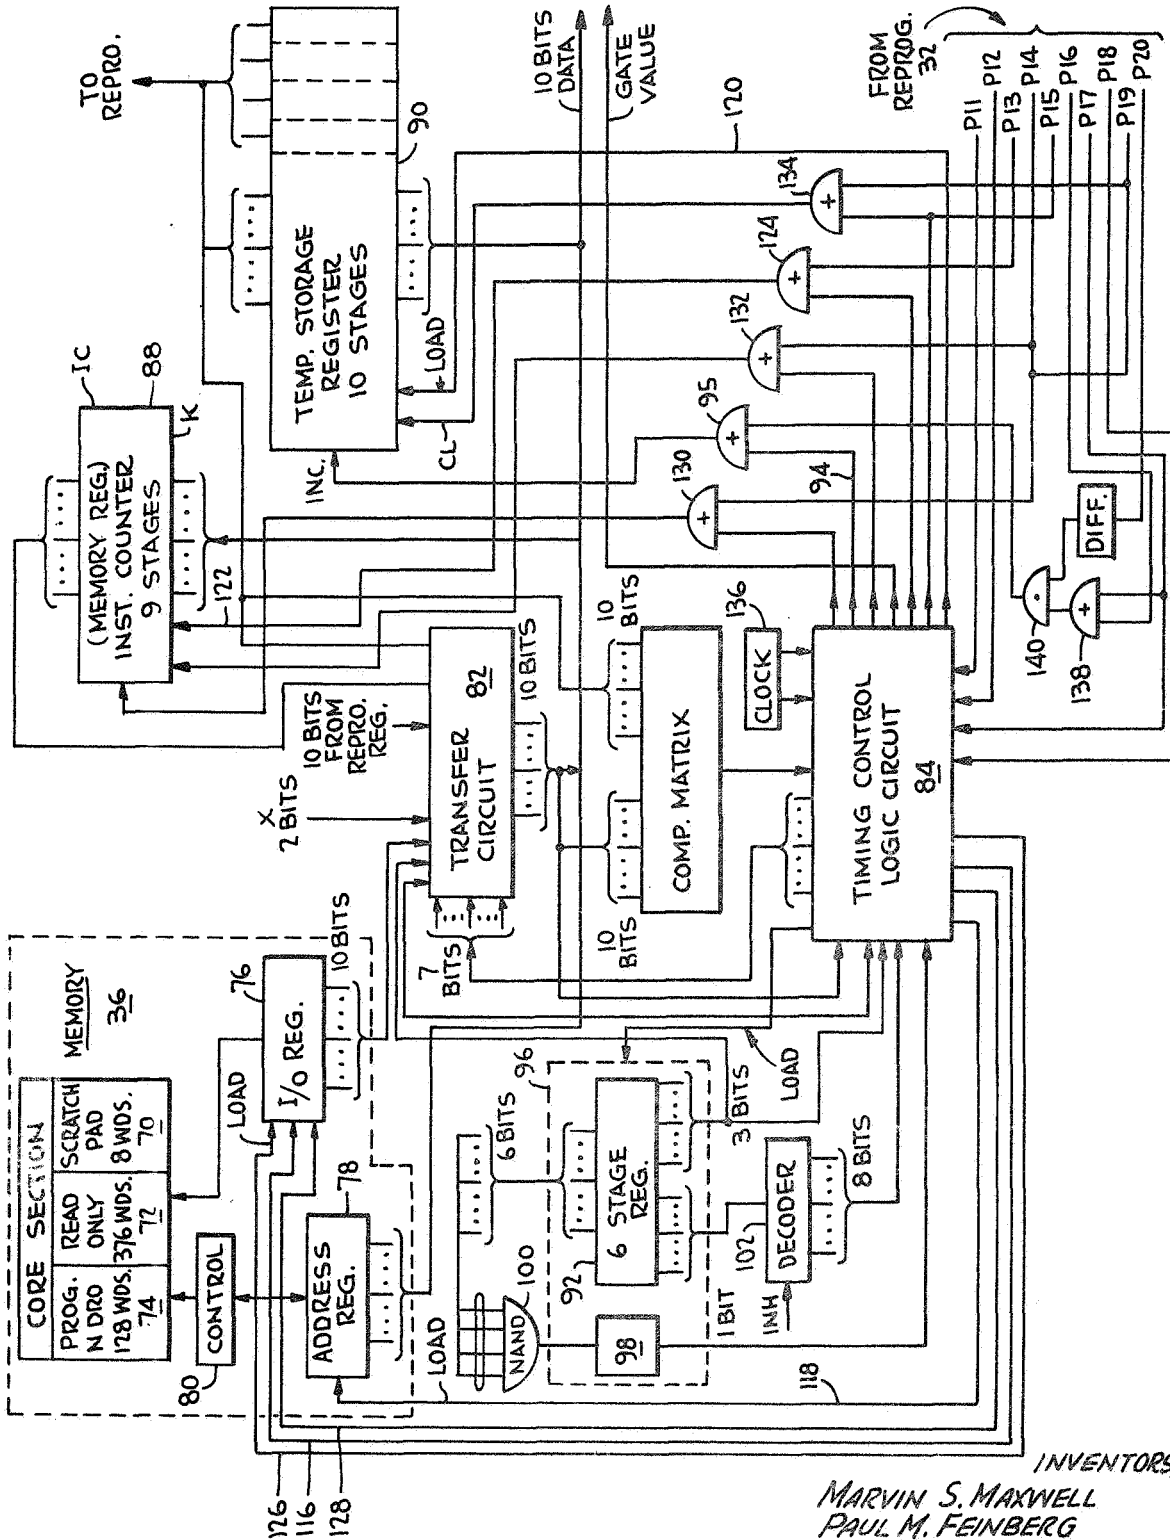 CORE SECTION
PROG.
N DRO
128 WDS.
74
READ
ONLY
376 WDS.
72
SCRATCH
PAD
8 WDS.
70
MEMORY
36
80
CONTROL
LOAD
76
I/O REG.
10 BITS
78
ADDRESS
REG.
LOAD
126
116
128
118
X
2 BITS
10 BITS
FROM
REPRO.
REG.
TRANSFER
CIRCUIT
82
7
BITS
10 BITS
IC
(MEMORY REG.)
INST. COUNTER
9 STAGES
88
K
122
TO
REPRO.
TEMP. STORAGE
REGISTER
10 STAGES
90
INC.
CL
LOAD
10 BITS
DATA
GATE
VALUE
120
6 BITS
96
92
6 STAGE
REG.
3 BITS
LOAD
100
NAND
98
1 BIT
102
INH
DECODER
8 BITS
10
BITS
10
BITS
COMP. MATRIX
136
CLOCK
TIMING CONTROL
LOGIC CIRCUIT
84
94
130
+
95
+
132
+
124
+
134
+
140
·
138
+
DIFF.
FROM
REPROG.
32
P11
P12
P13
P14
P15
P16
P17
P18
P19
P20
INVENTORS
MARVIN S. MAXWELL
PAUL M. FEINBERG